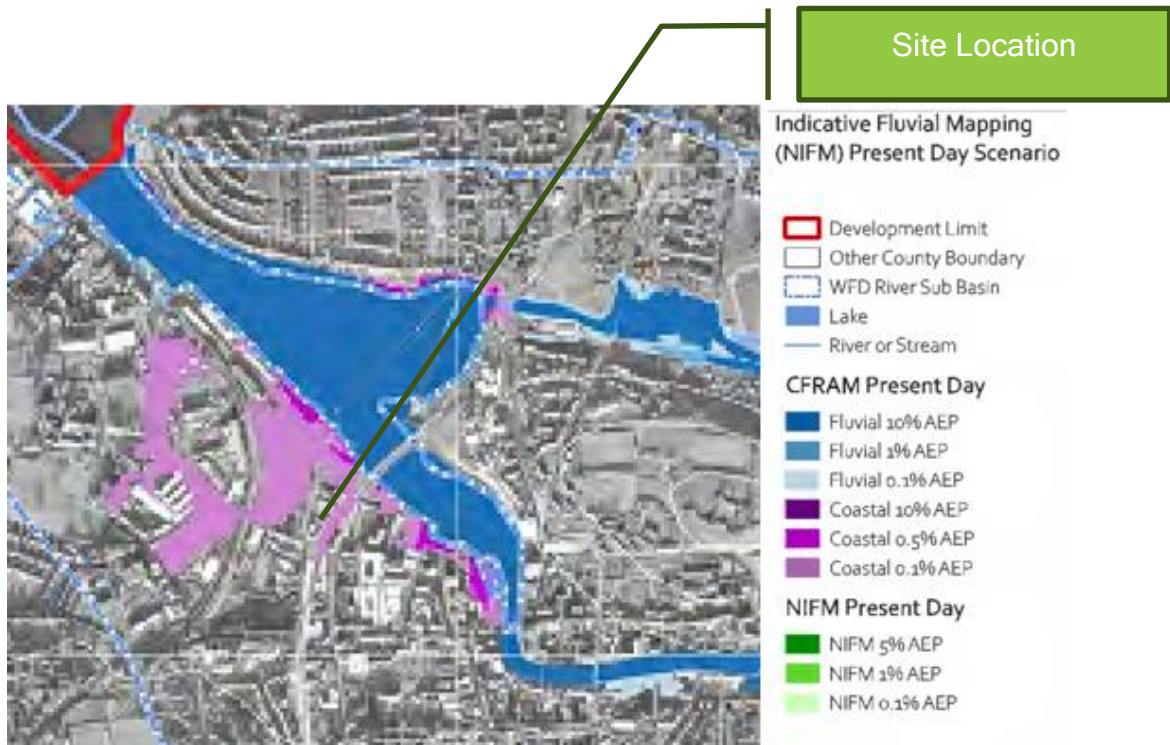 Site Location
Indicative Fluvial Mapping
(NIFM) Present Day Scenario
Development Limit
Other County Boundary
WFD River Sub Basin
Lake
River or Stream
CFRAM Present Day
Fluvial 10% AEP
Fluvial 1% AEP
Fluvial 0.1% AEP
Coastal 10% AEP
Coastal 0.5% AEP
Coastal 0.1% AEP
NIFM Present Day
NIFM 5% AEP
NIFM 1% AEP
NIFM 0.1% AEP